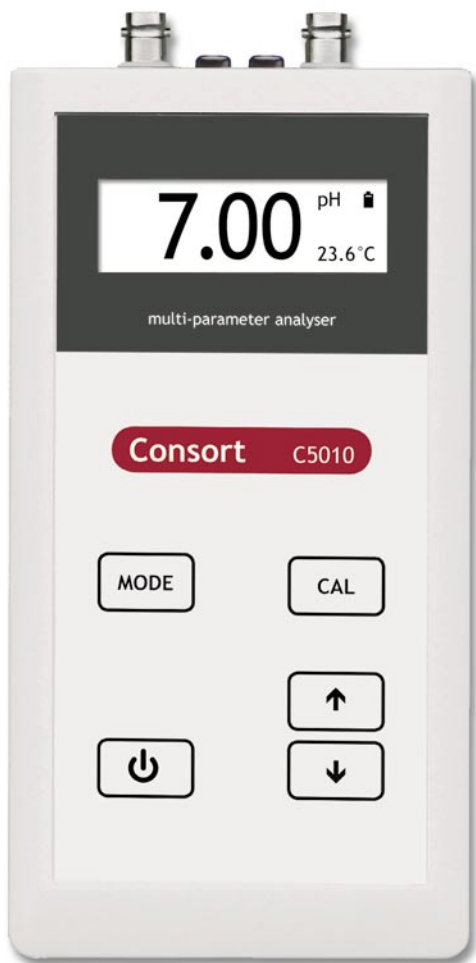 7.00 pH
23.6°C
multi-parameter analyser
Consort C5010
MODE CAL
↑
↓